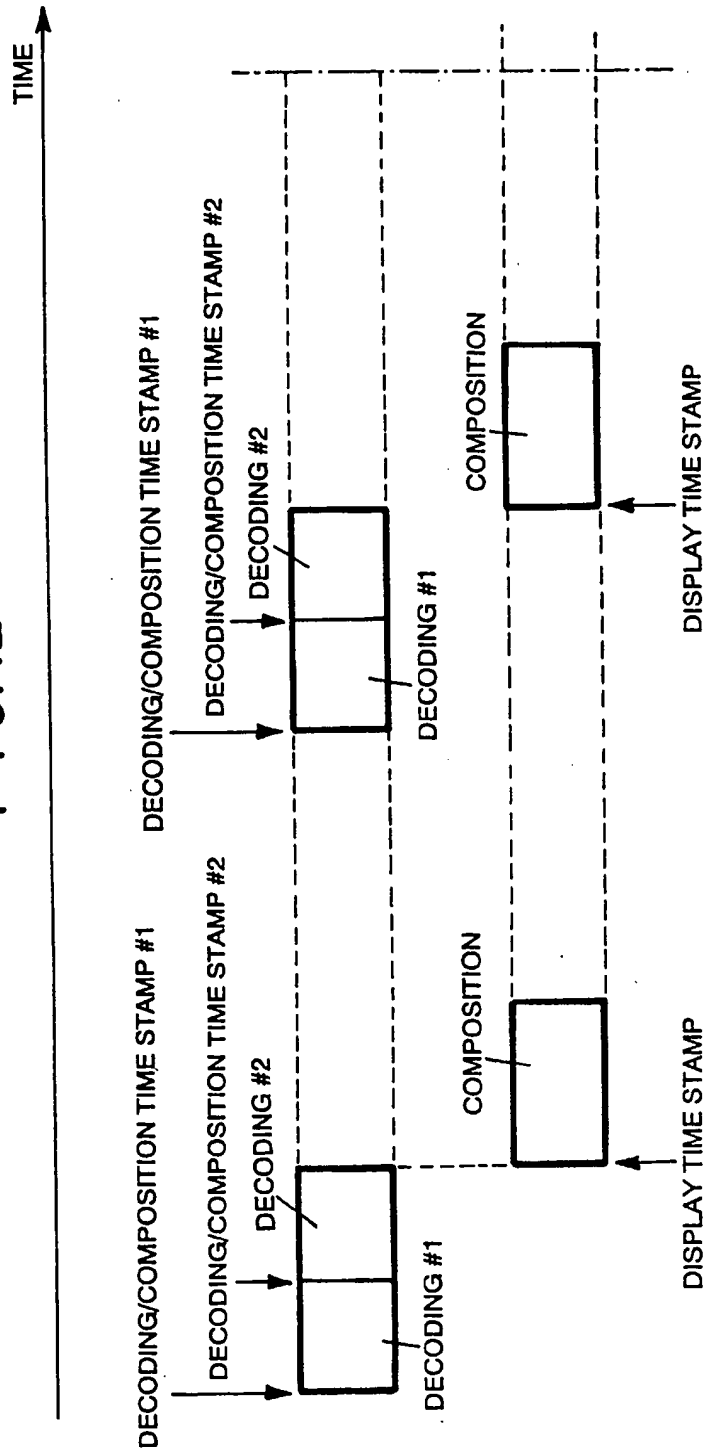 TIME
DECODING/COMPOSITION TIME STAMP #1
DECODING/COMPOSITION TIME STAMP #2
DECODING #2
DECODING #1
COMPOSITION
DISPLAY TIME STAMP
DECODING/COMPOSITION TIME STAMP #1
DECODING/COMPOSITION TIME STAMP #2
DECODING #2
DECODING #1
COMPOSITION
DISPLAY TIME STAMP